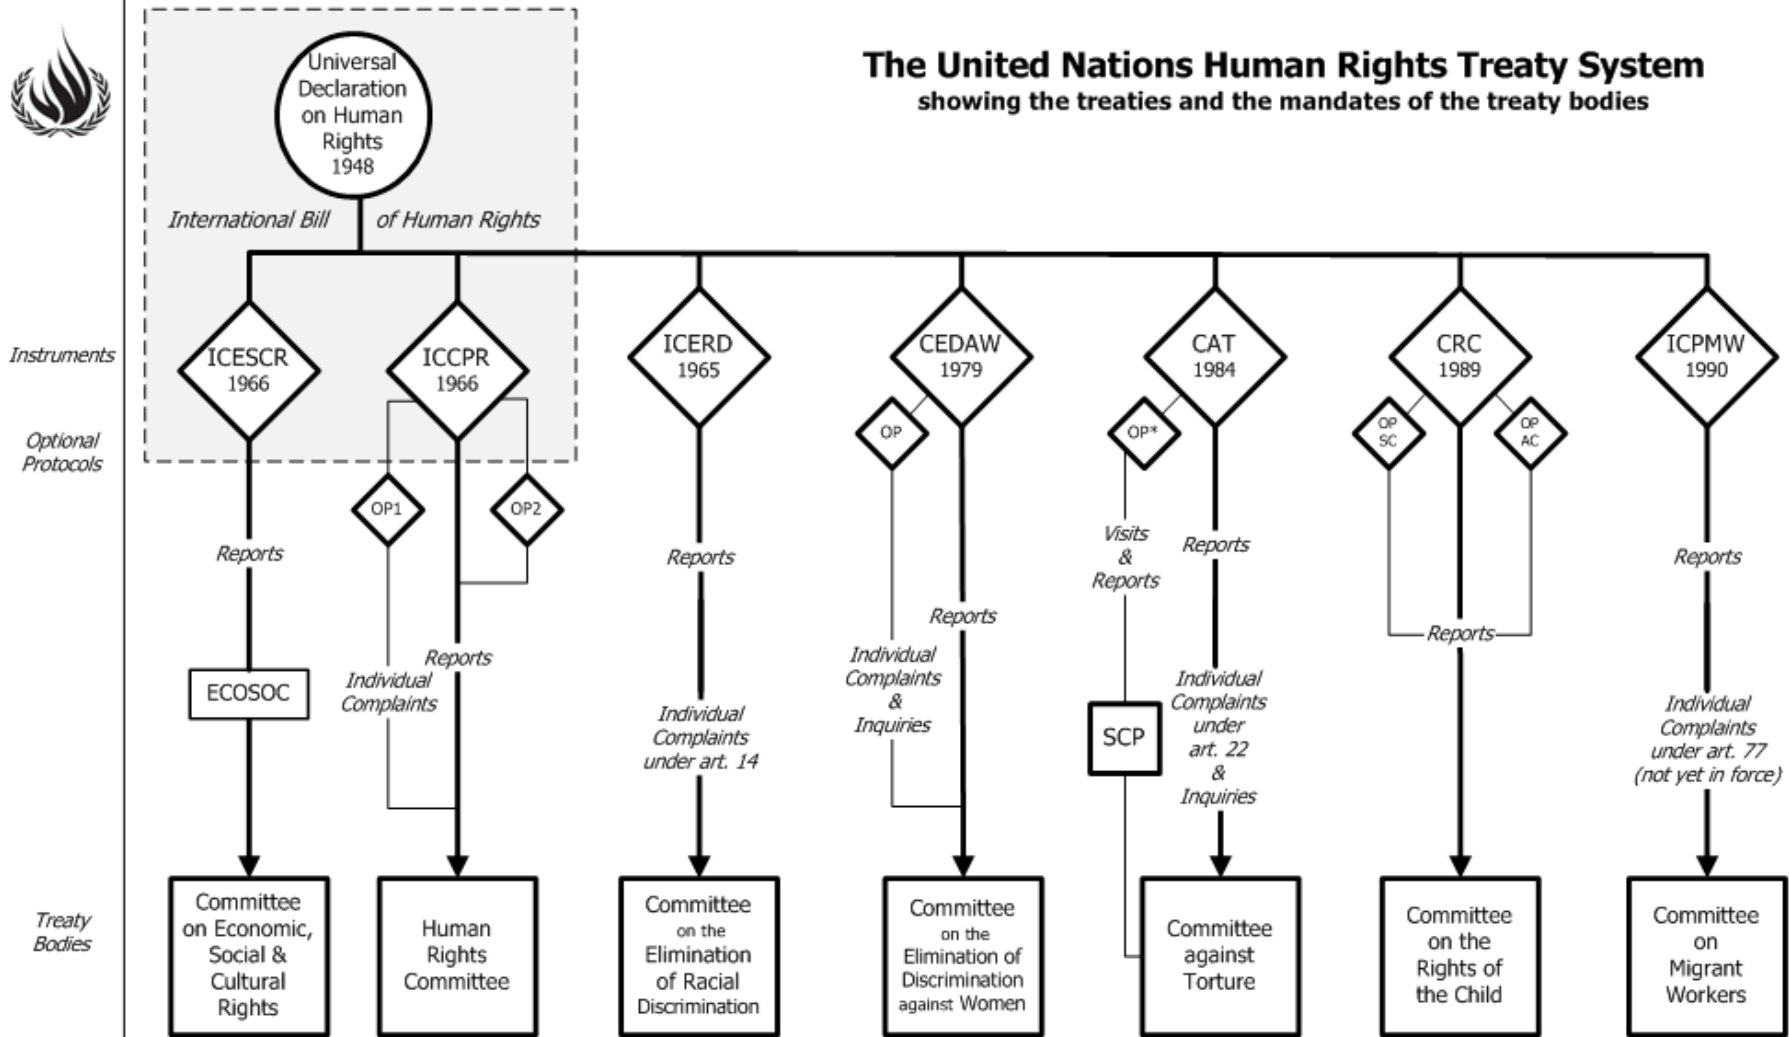 The United Nations Human Rights Treaty System
showing the treaties and the mandates of the treaty bodies
Universal
Declaration
on Human
Rights
1948
International Bill
of Human Rights
Instruments
ICESCR
1966
ICCPR
1966
ICERD
1965
CEDAW
1979
CAT
1984
CRC
1989
ICPMW
1990
Optional
Protocols
OP1
OP2
OP
OP*
OP
SC
OP
AC
Reports
ECOSOC
Individual
Complaints
Reports
Reports
Individual
Complaints
under art. 14
Individual
Complaints
&
Inquiries
Reports
Visits
&
Reports
SCP
Reports
Individual
Complaints
under
art. 22
&
Inquiries
Reports
Reports
Individual
Complaints
under art. 77
(not yet in force)
Treaty
Bodies
Committee
on Economic,
Social &
Cultural
Rights
Human
Rights
Committee
Committee
on the
Elimination
of Racial
Discrimination
Committee
on the
Elimination of
Discrimination
against Women
Committee
against
Torture
Committee
on the
Rights of
the Child
Committee
on
Migrant
Workers